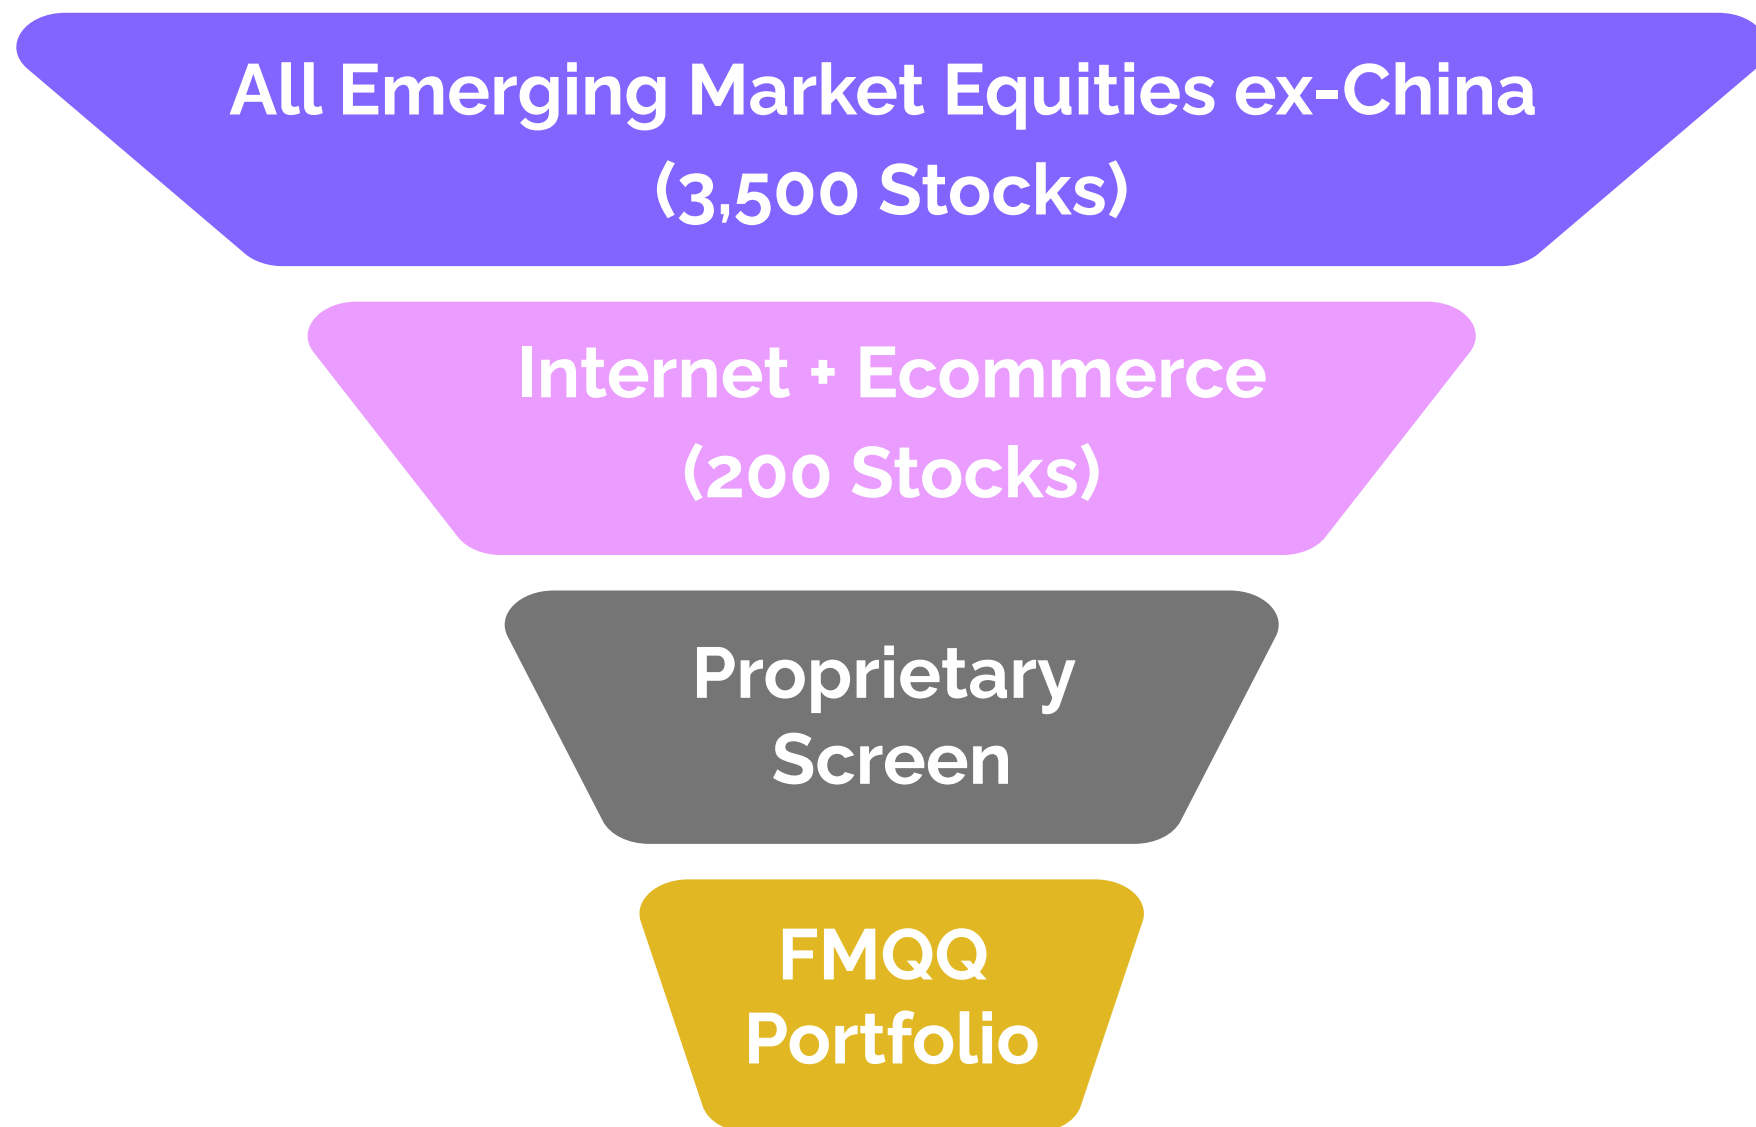 All Emerging Market Equities ex-China
(3,500 Stocks)
Internet + Ecommerce
(200 Stocks)
Proprietary
Screen
FMQQ
Portfolio